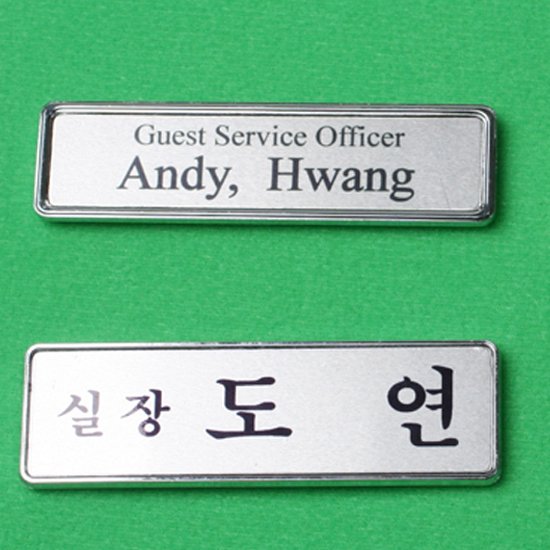 Guest Service Officer
Andy, Hwang
실장 도 연